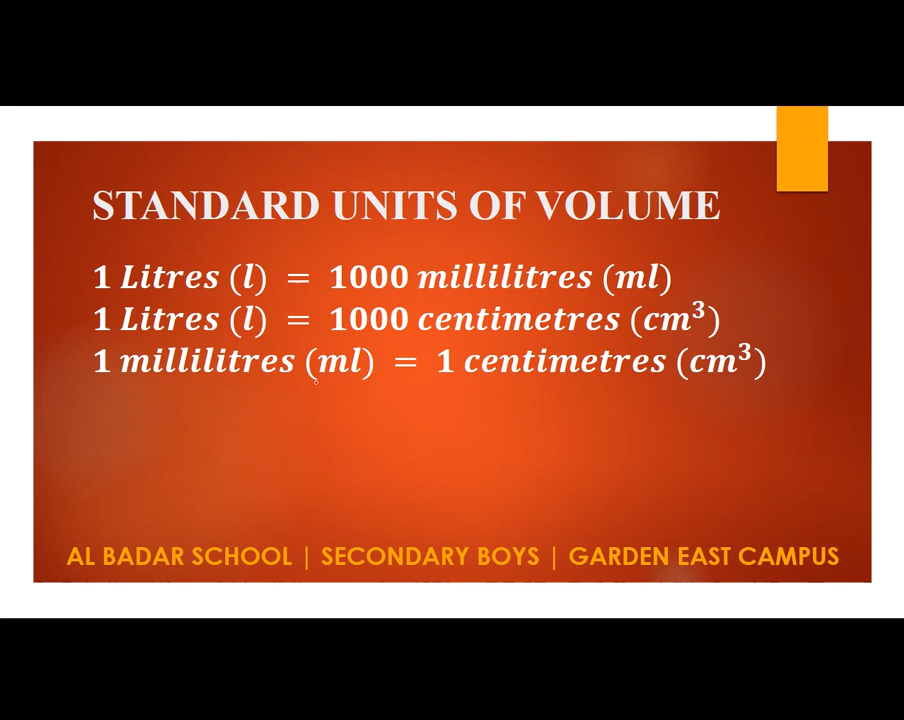 STANDARD UNITS OF VOLUME
1 Litres (l) = 1000 millilitres (ml)
1 Litres (l) = 1000 centimetres (cm³)
1 millilitres (ml) = 1 centimetres (cm³)
AL BADAR SCHOOL | SECONDARY BOYS | GARDEN EAST CAMPUS